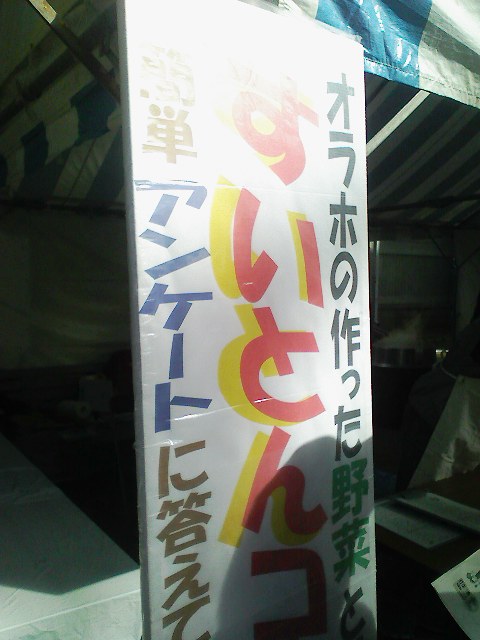 オラホの作った野菜と
すいとんコ
簡単アンケートに答えて